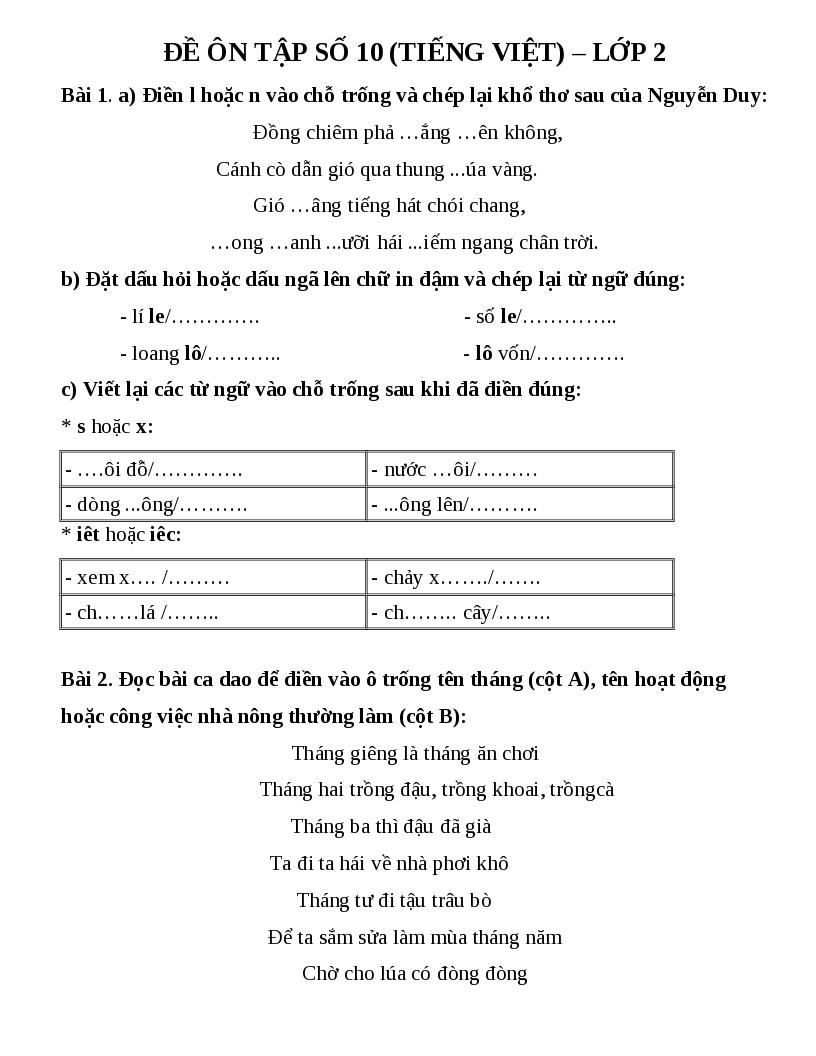 ĐỀ ÔN TẬP SỐ 10 (TIẾNG VIỆT) – LỚP 2
Bài 1. a) Điền l hoặc n vào chỗ trống và chép lại khổ thơ sau của Nguyễn Duy:
Đồng chiêm phả …ắng …ên không,
Cánh cò dẫn gió qua thung ...úa vàng.
Gió …âng tiếng hát chói chang,
…ong …anh ...ưỡi hái ...iếm ngang chân trời.
b) Đặt dấu hỏi hoặc dấu ngã lên chữ in đậm và chép lại từ ngữ đúng:
- lí le/…………. - số le/…………..
- loang lô/……….. - lô vốn/………….
c) Viết lại các từ ngữ vào chỗ trống sau khi đã điền đúng:
* s hoặc x:
- ….ôi đỗ/…………. - nước …ôi/………
- dòng ...ông/………. - ...ông lên/……….
* iêt hoặc iêc:
- xem x…. /……… - chảy x……./…….
- ch……lá /…….. - ch…….. cây/……..
Bài 2. Đọc bài ca dao để điền vào ô trống tên tháng (cột A), tên hoạt động
hoặc công việc nhà nông thường làm (cột B):
Tháng giêng là tháng ăn chơi
Tháng hai trồng đậu, trồng khoai, trồngcà
Tháng ba thì đậu đã già
Ta đi ta hái về nhà phơi khô
Tháng tư đi tậu trâu bò
Để ta sắm sửa làm mùa tháng năm
Chờ cho lúa có đòng đòng